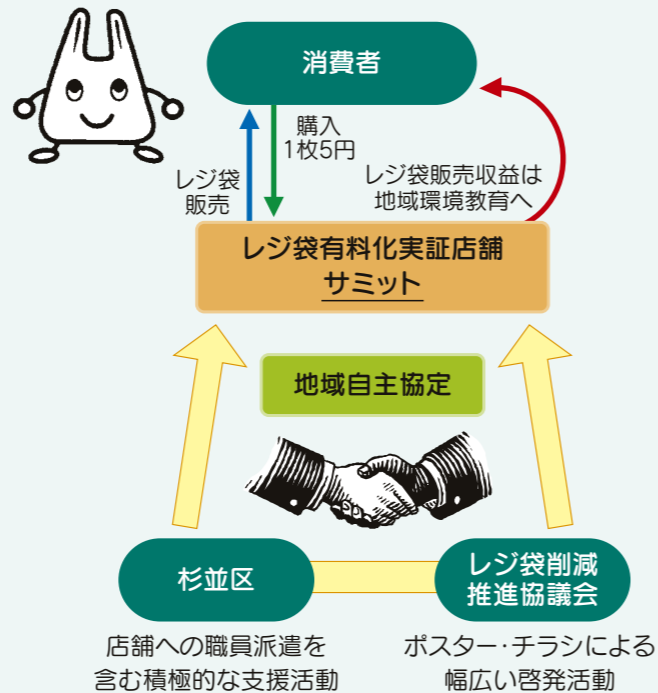 消費者
購入
1枚5円
レジ袋
販売
レジ袋販売収益は
地域環境教育へ
レジ袋有料化実証店舗
サミット
地域自主協定
杉並区
レジ袋削減
推進協議会
店舗への職員派遣を
含む積極的な支援活動
ポスター・チラシによる
幅広い啓発活動